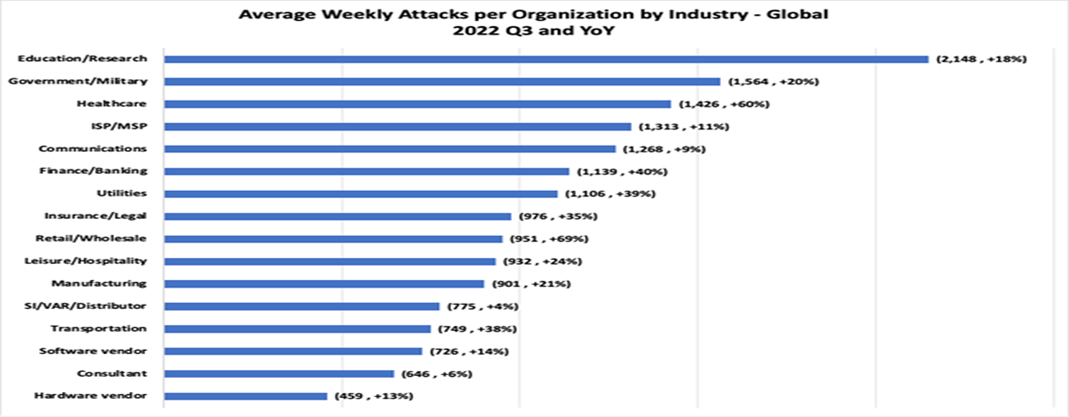 Average Weekly Attacks per Organization by Industry - Global
2022 Q3 and YoY
Education/Research (2,148 , +18%)
Government/Military (1,564 , +20%)
Healthcare (1,426 , +60%)
ISP/MSP (1,313 , +11%)
Communications (1,268 , +9%)
Finance/Banking (1,139 , +40%)
Utilities (1,106 , +39%)
Insurance/Legal (976 , +35%)
Retail/Wholesale (951 , +69%)
Leisure/Hospitality (932 , +24%)
Manufacturing (901 , +21%)
SI/VAR/Distributor (775 , +4%)
Transportation (749 , +38%)
Software vendor (726 , +14%)
Consultant (646 , +6%)
Hardware vendor (459 , +13%)